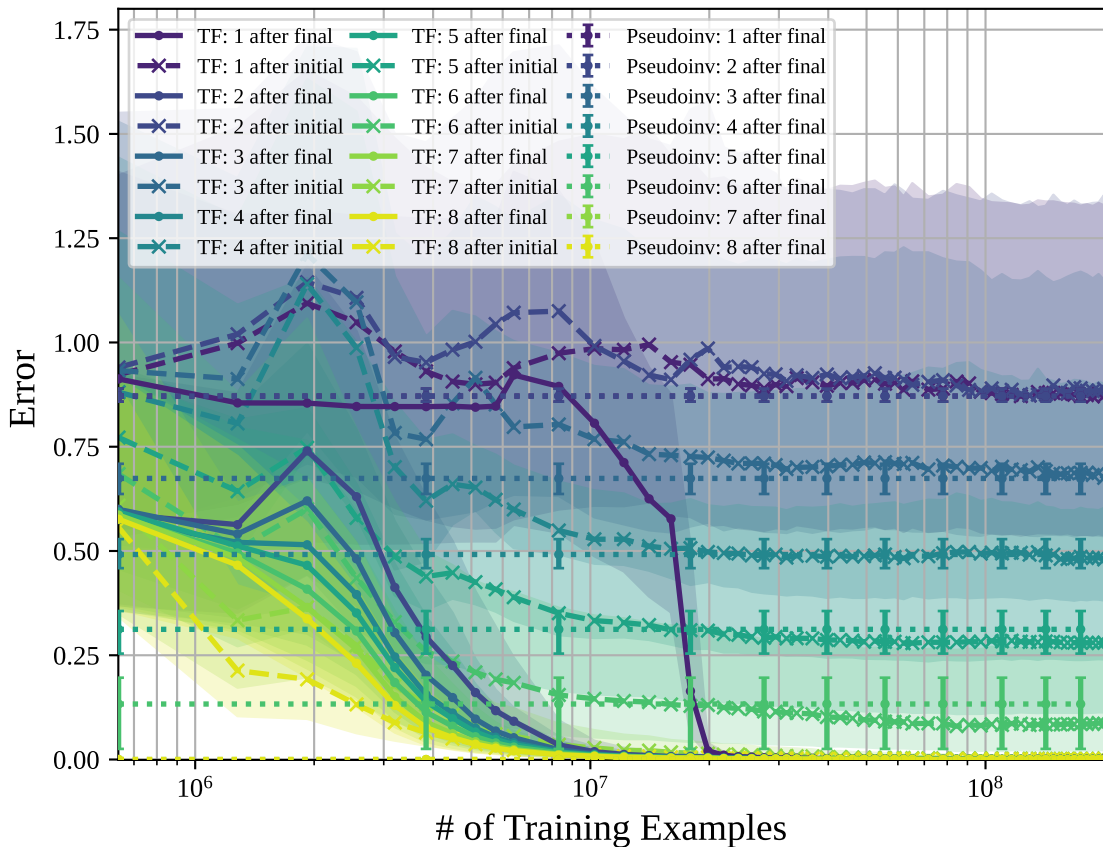 1.75
1.50
1.25
1.00
0.75
0.50
0.25
0.00
Error
TF: 1 after final
TF: 1 after initial
TF: 2 after final
TF: 2 after initial
TF: 3 after final
TF: 3 after initial
TF: 4 after final
TF: 4 after initial
TF: 5 after final
TF: 5 after initial
TF: 6 after final
TF: 6 after initial
TF: 7 after final
TF: 7 after initial
TF: 8 after final
TF: 8 after initial
Pseudoinv: 1 after final
Pseudoinv: 2 after final
Pseudoinv: 3 after final
Pseudoinv: 4 after final
Pseudoinv: 5 after final
Pseudoinv: 6 after final
Pseudoinv: 7 after final
Pseudoinv: 8 after final
10⁶
10⁷
10⁸
# of Training Examples